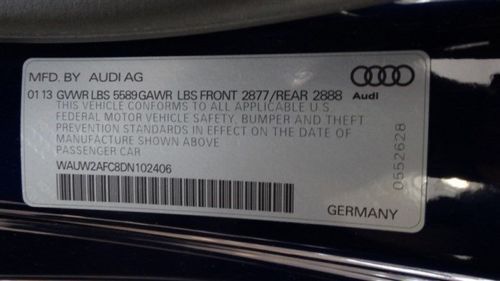 MFD. BY AUDI AG
01 13 GVWR LBS 5589 GAWR LBS FRONT 2877/REAR 2888
THIS VEHICLE CONFORMS TO ALL APPLICABLE U S
FEDERAL MOTOR VEHICLE SAFETY, BUMPER AND THEFT
PREVENTION STANDARDS IN EFFECT ON THE DATE OF
MANUFACTURE SHOWN ABOVE
PASSENGER CAR
WAUW2AFC8DN102406
Audi
0552628
GERMANY